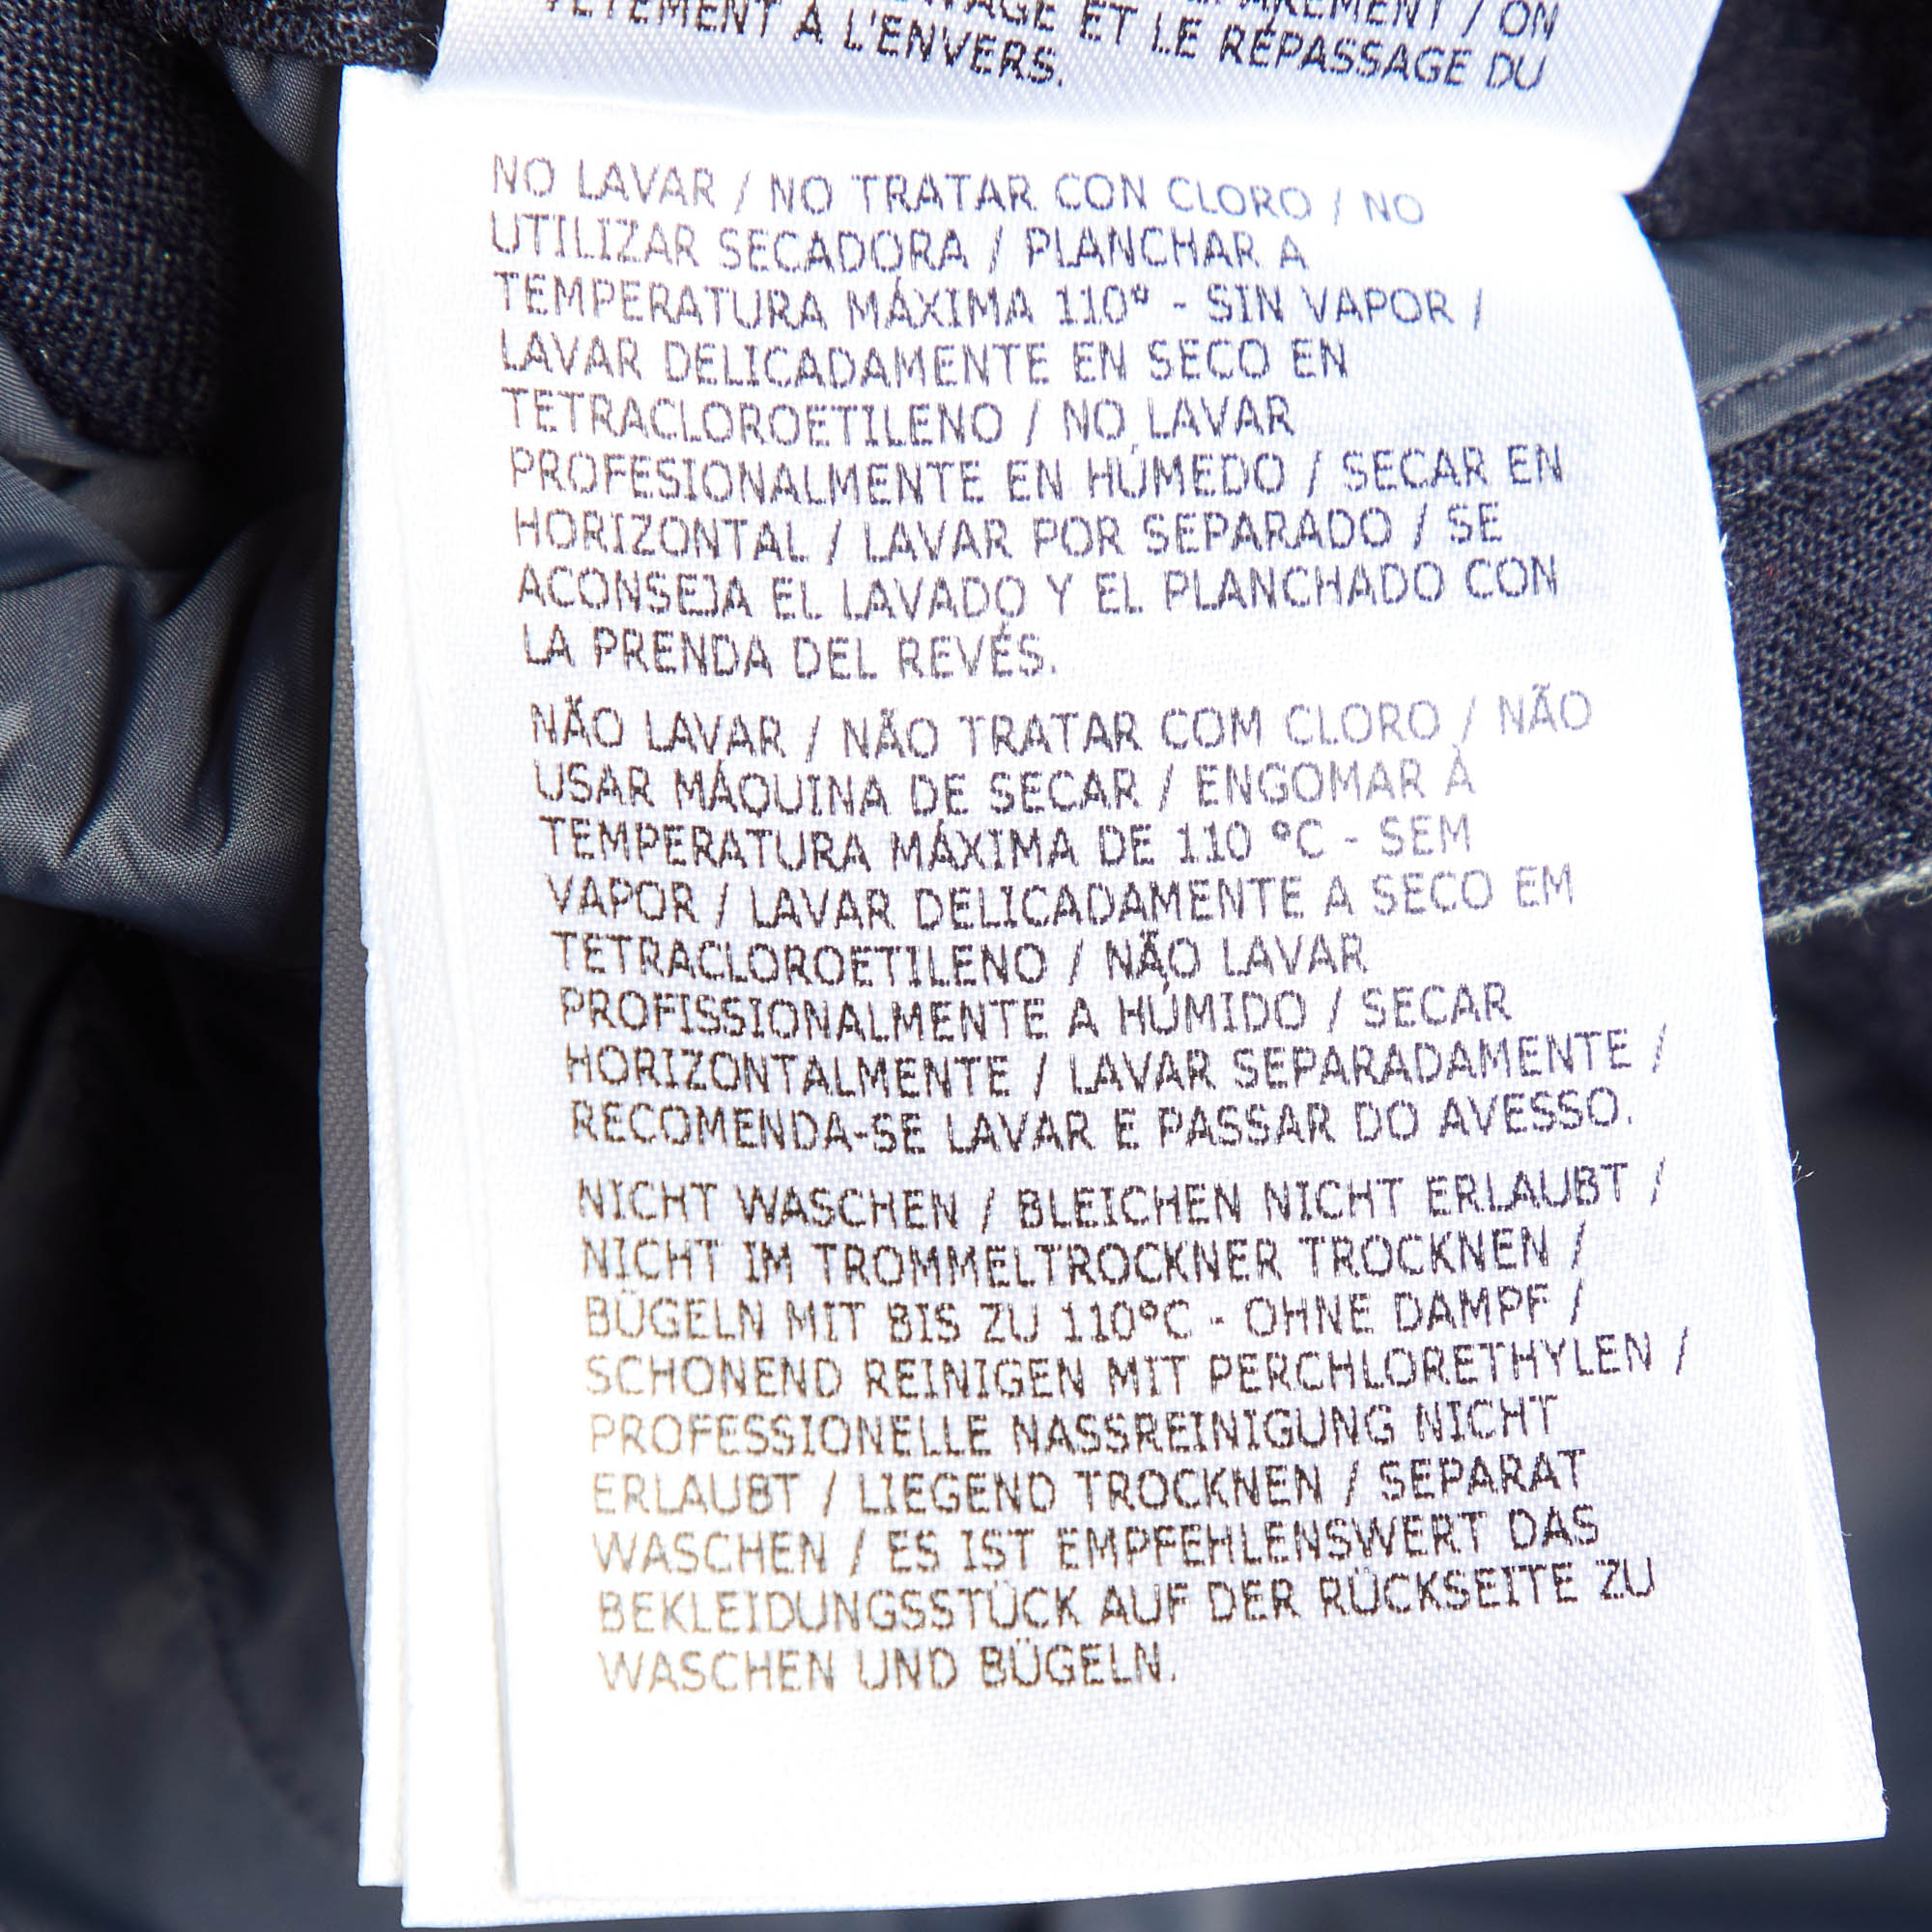 / ON
VÊTEMENT À L'ENVERS. ET LE REPASSAGE DU
NO LAVAR / NO TRATAR CON CLORO / NO
UTILIZAR SECADORA / PLANCHAR A
TEMPERATURA MÁXIMA 110° - SIN VAPOR /
LAVAR DELICADAMENTE EN SECO EN
TETRACLOROETILENO / NO LAVAR
PROFESIONALMENTE EN HÚMEDO / SECAR EN
HORIZONTAL / LAVAR POR SEPARADO / SE
ACONSEJA EL LAVADO Y EL PLANCHADO CON
LA PRENDA DEL REVÉS.
NÃO LAVAR / NÃO TRATAR COM CLORO / NÃO
USAR MÁQUINA DE SECAR / ENGOMAR À
TEMPERATURA MÁXIMA DE 110 °C - SEM
VAPOR / LAVAR DELICADAMENTE A SECO EM
TETRACLOROETILENO / NÃO LAVAR
PROFISSIONALMENTE A HÚMIDO / SECAR
HORIZONTALMENTE / LAVAR SEPARADAMENTE /
RECOMENDA-SE LAVAR E PASSAR DO AVESSO.
NICHT WASCHEN / BLEICHEN NICHT ERLAUBT /
NICHT IM TROMMELTROCKNER TROCKNEN /
BÜGELN MIT BIS ZU 110°C - OHNE DAMPF /
SCHONEND REINIGEN MIT PERCHLORETHYLEN /
PROFESSIONELLE NASSREINIGUNG NICHT
ERLAUBT / LIEGEND TROCKNEN / SEPARAT
WASCHEN / ES IST EMPFEHLENSWERT DAS
BEKLEIDUNGSSTÜCK AUF DER RÜCKSEITE ZU
WASCHEN UND BÜGELN.